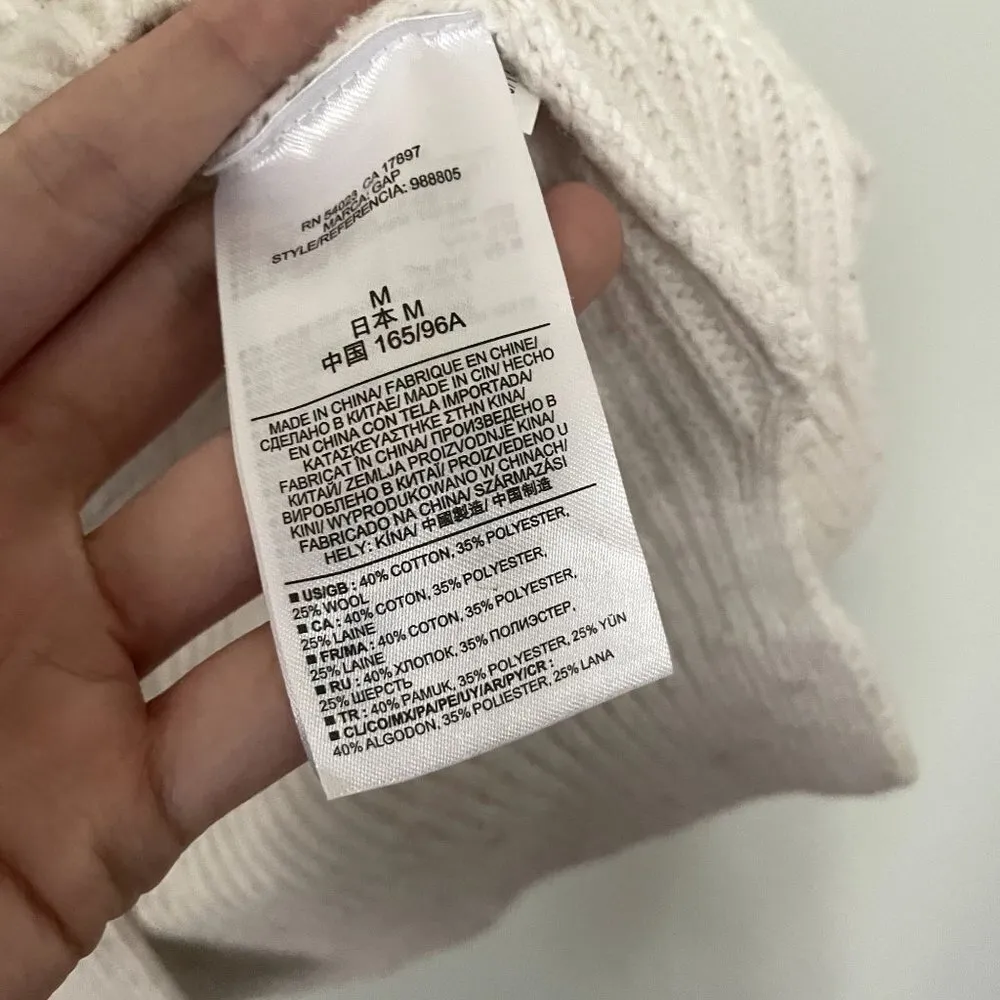 RN 54023 CA 17897
MARCA: GAP
STYLE/REFERENCIA: 988805
M
日本 M
中国 165/96A
MADE IN CHINA/ FABRIQUE EN CHINE/
СДЕЛАНО В КИТАЕ/ MADE IN CIN/ HECHO
EN CHINA CON TELA IMPORTADA/
ΚΑΤΑΣΚΕΥΑΣΤΗΚΕ ΣΤΗΝ ΚΙΝΑ/
FABRICAT ÎN CHINA/ ПРОИЗВЕДЕНО В
КИТАЙ/ ZEMLJA PROIZVODNJE KINA/
ВИРОБЛЕНО В КИТАЇ/ PROIZVEDENO U
KINI/ WYPRODUKOWANO W CHINACH/
FABRICADO NA CHINA/ SZÁRMAZÁSI
HELY: KÍNA/ 中國製造/ 中国制造
■ US/GB : 40% COTTON, 35% POLYESTER,
25% WOOL
■ CA : 40% COTON, 35% POLYESTER,
25% LAINE
■ FR/MA : 40% COTON, 35% POLYESTER,
25% LAINE
■ RU : 40% ХЛОПОК, 35% ПОЛИЭСТЕР,
25% ШЕРСТЬ
■ TR : 40% PAMUK, 35% POLYESTER, 25% YÜN
■ CL/CO/MX/PA/PE/UY/AR/PY/CR :
40% ALGODON, 35% POLIESTER, 25% LANA